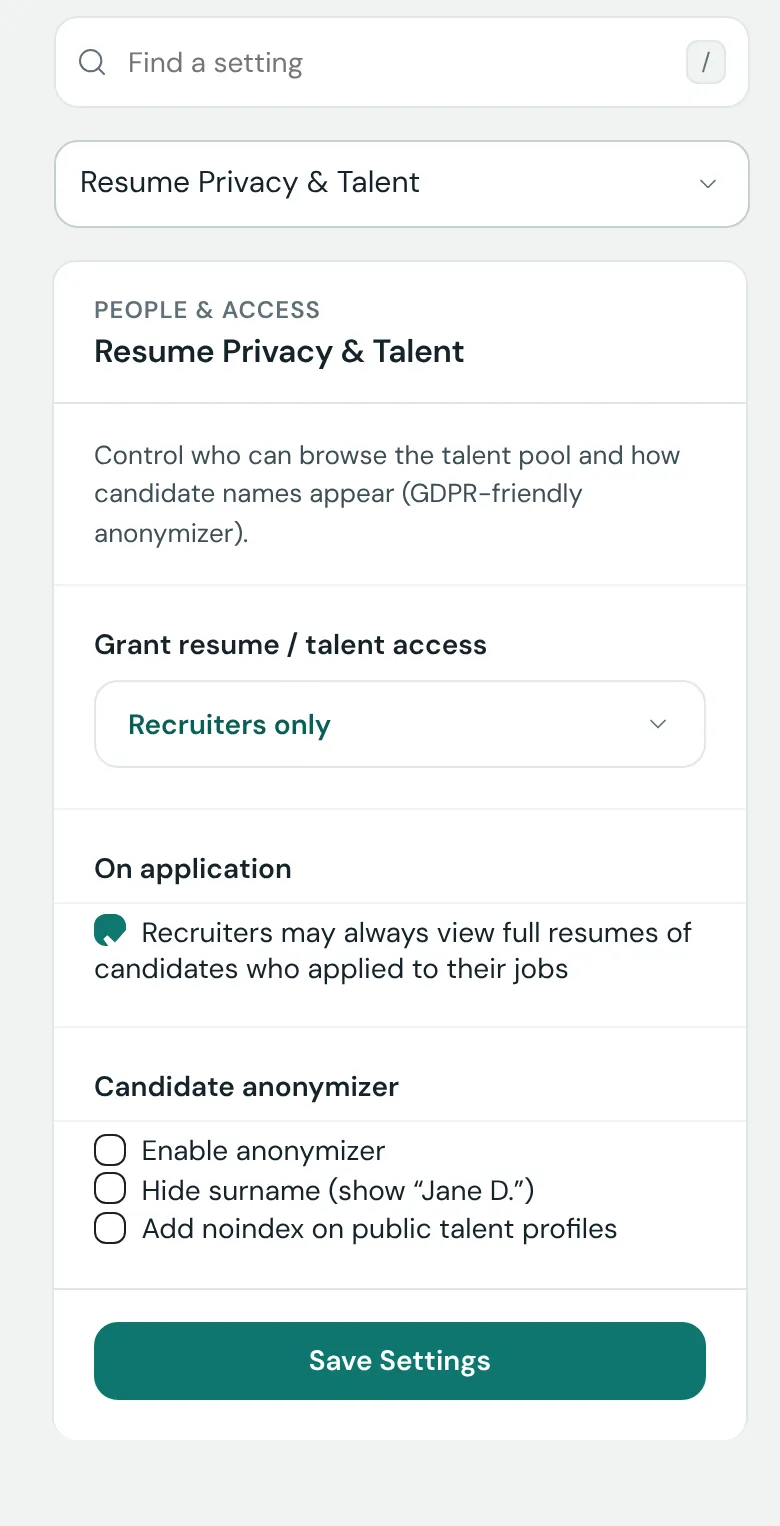 Find a setting /
Resume Privacy & Talent
PEOPLE & ACCESS
Resume Privacy & Talent
Control who can browse the talent pool and how
candidate names appear (GDPR-friendly
anonymizer).
Grant resume / talent access
Recruiters only
On application
Recruiters may always view full resumes of
candidates who applied to their jobs
Candidate anonymizer
Enable anonymizer
Hide surname (show “Jane D.”)
Add noindex on public talent profiles
Save Settings